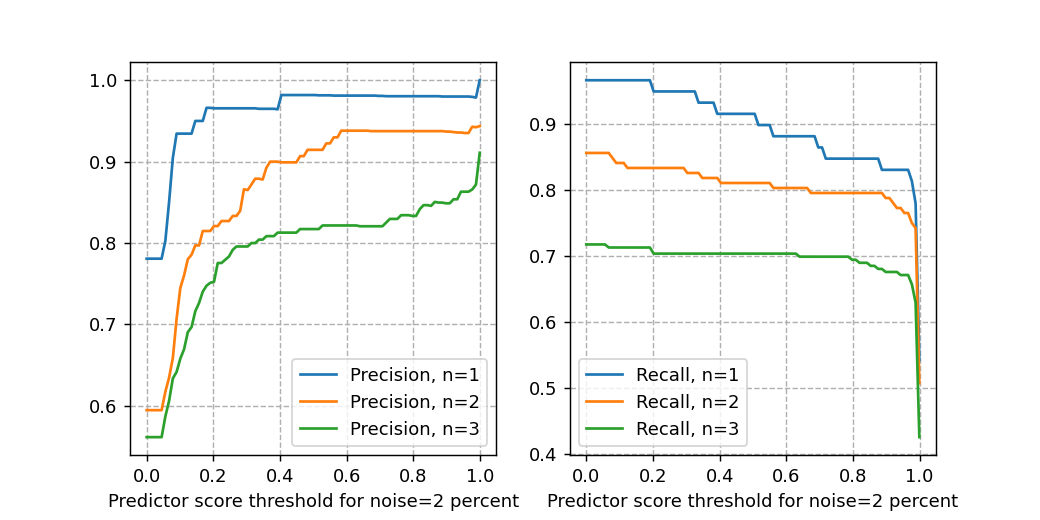 1.0
0.9
0.8
0.7
0.6
0.0 0.2 0.4 0.6 0.8 1.0
Precision, n=1
Precision, n=2
Precision, n=3
Predictor score threshold for noise=2 percent
0.9
0.8
0.7
0.6
0.5
0.4
0.0 0.2 0.4 0.6 0.8 1.0
Recall, n=1
Recall, n=2
Recall, n=3
Predictor score threshold for noise=2 percent